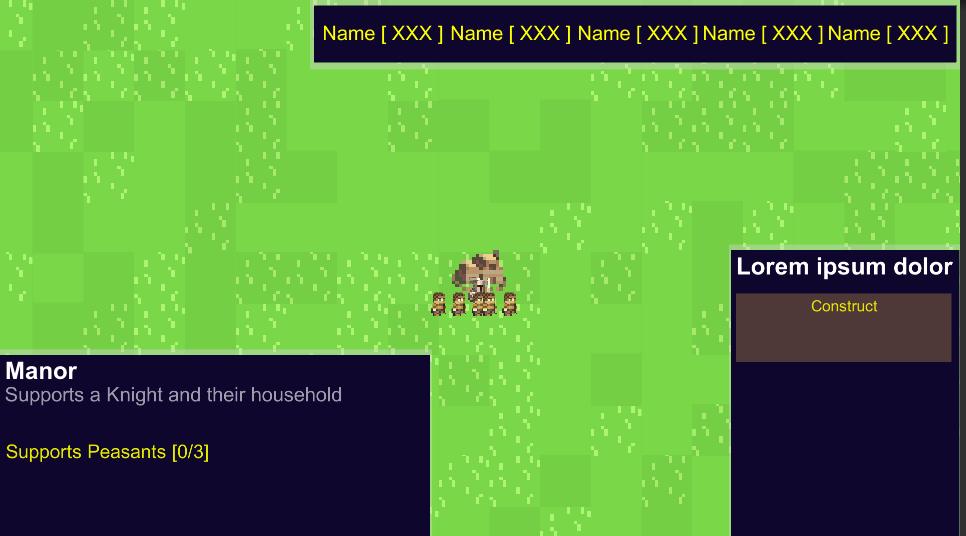 Name [ XXX ] Name [ XXX ] Name [ XXX ] Name [ XXX ] Name [ XXX ]
Lorem ipsum dolor
Construct
Manor
Supports a Knight and their household
Supports Peasants [0/3]